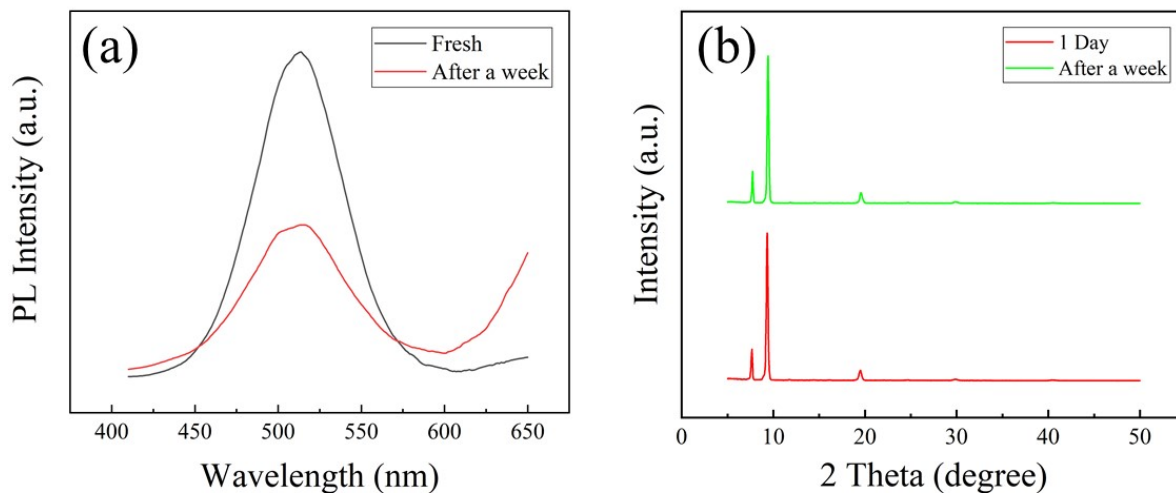 (a)
Fresh
After a week
PL Intensity (a.u.)
400 450 500 550 600 650
Wavelength (nm)
(b)
1 Day
After a week
Intensity (a.u.)
0 10 20 30 40 50
2 Theta (degree)